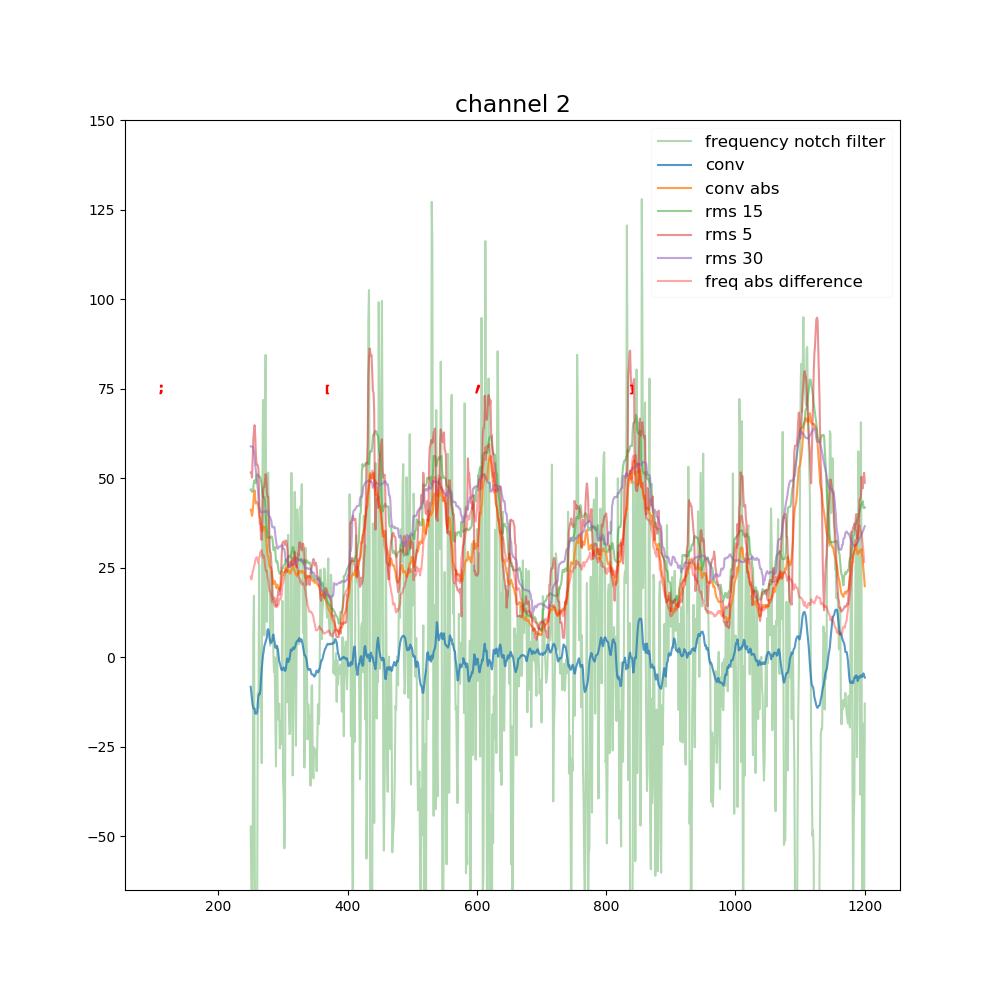 channel 2
150
125
100
75
50
25
0
−25
−50
frequency notch filter
conv
conv abs
rms 15
rms 5
rms 30
freq abs difference
; [ ' ]
200 400 600 800 1000 1200